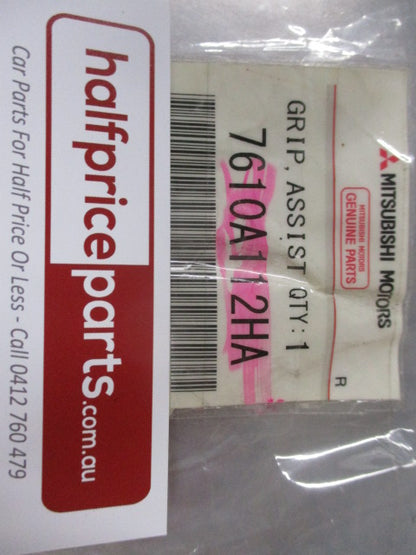 halfpriceparts.com.au
Car Parts For Half Price Or Less - Call 0412 760 479
MITSUBISHI MOTORS
MITSUBISHI MOTORS
GENUINE PARTS
R
GRIP, ASSIST QTY: 1
7610A112HA